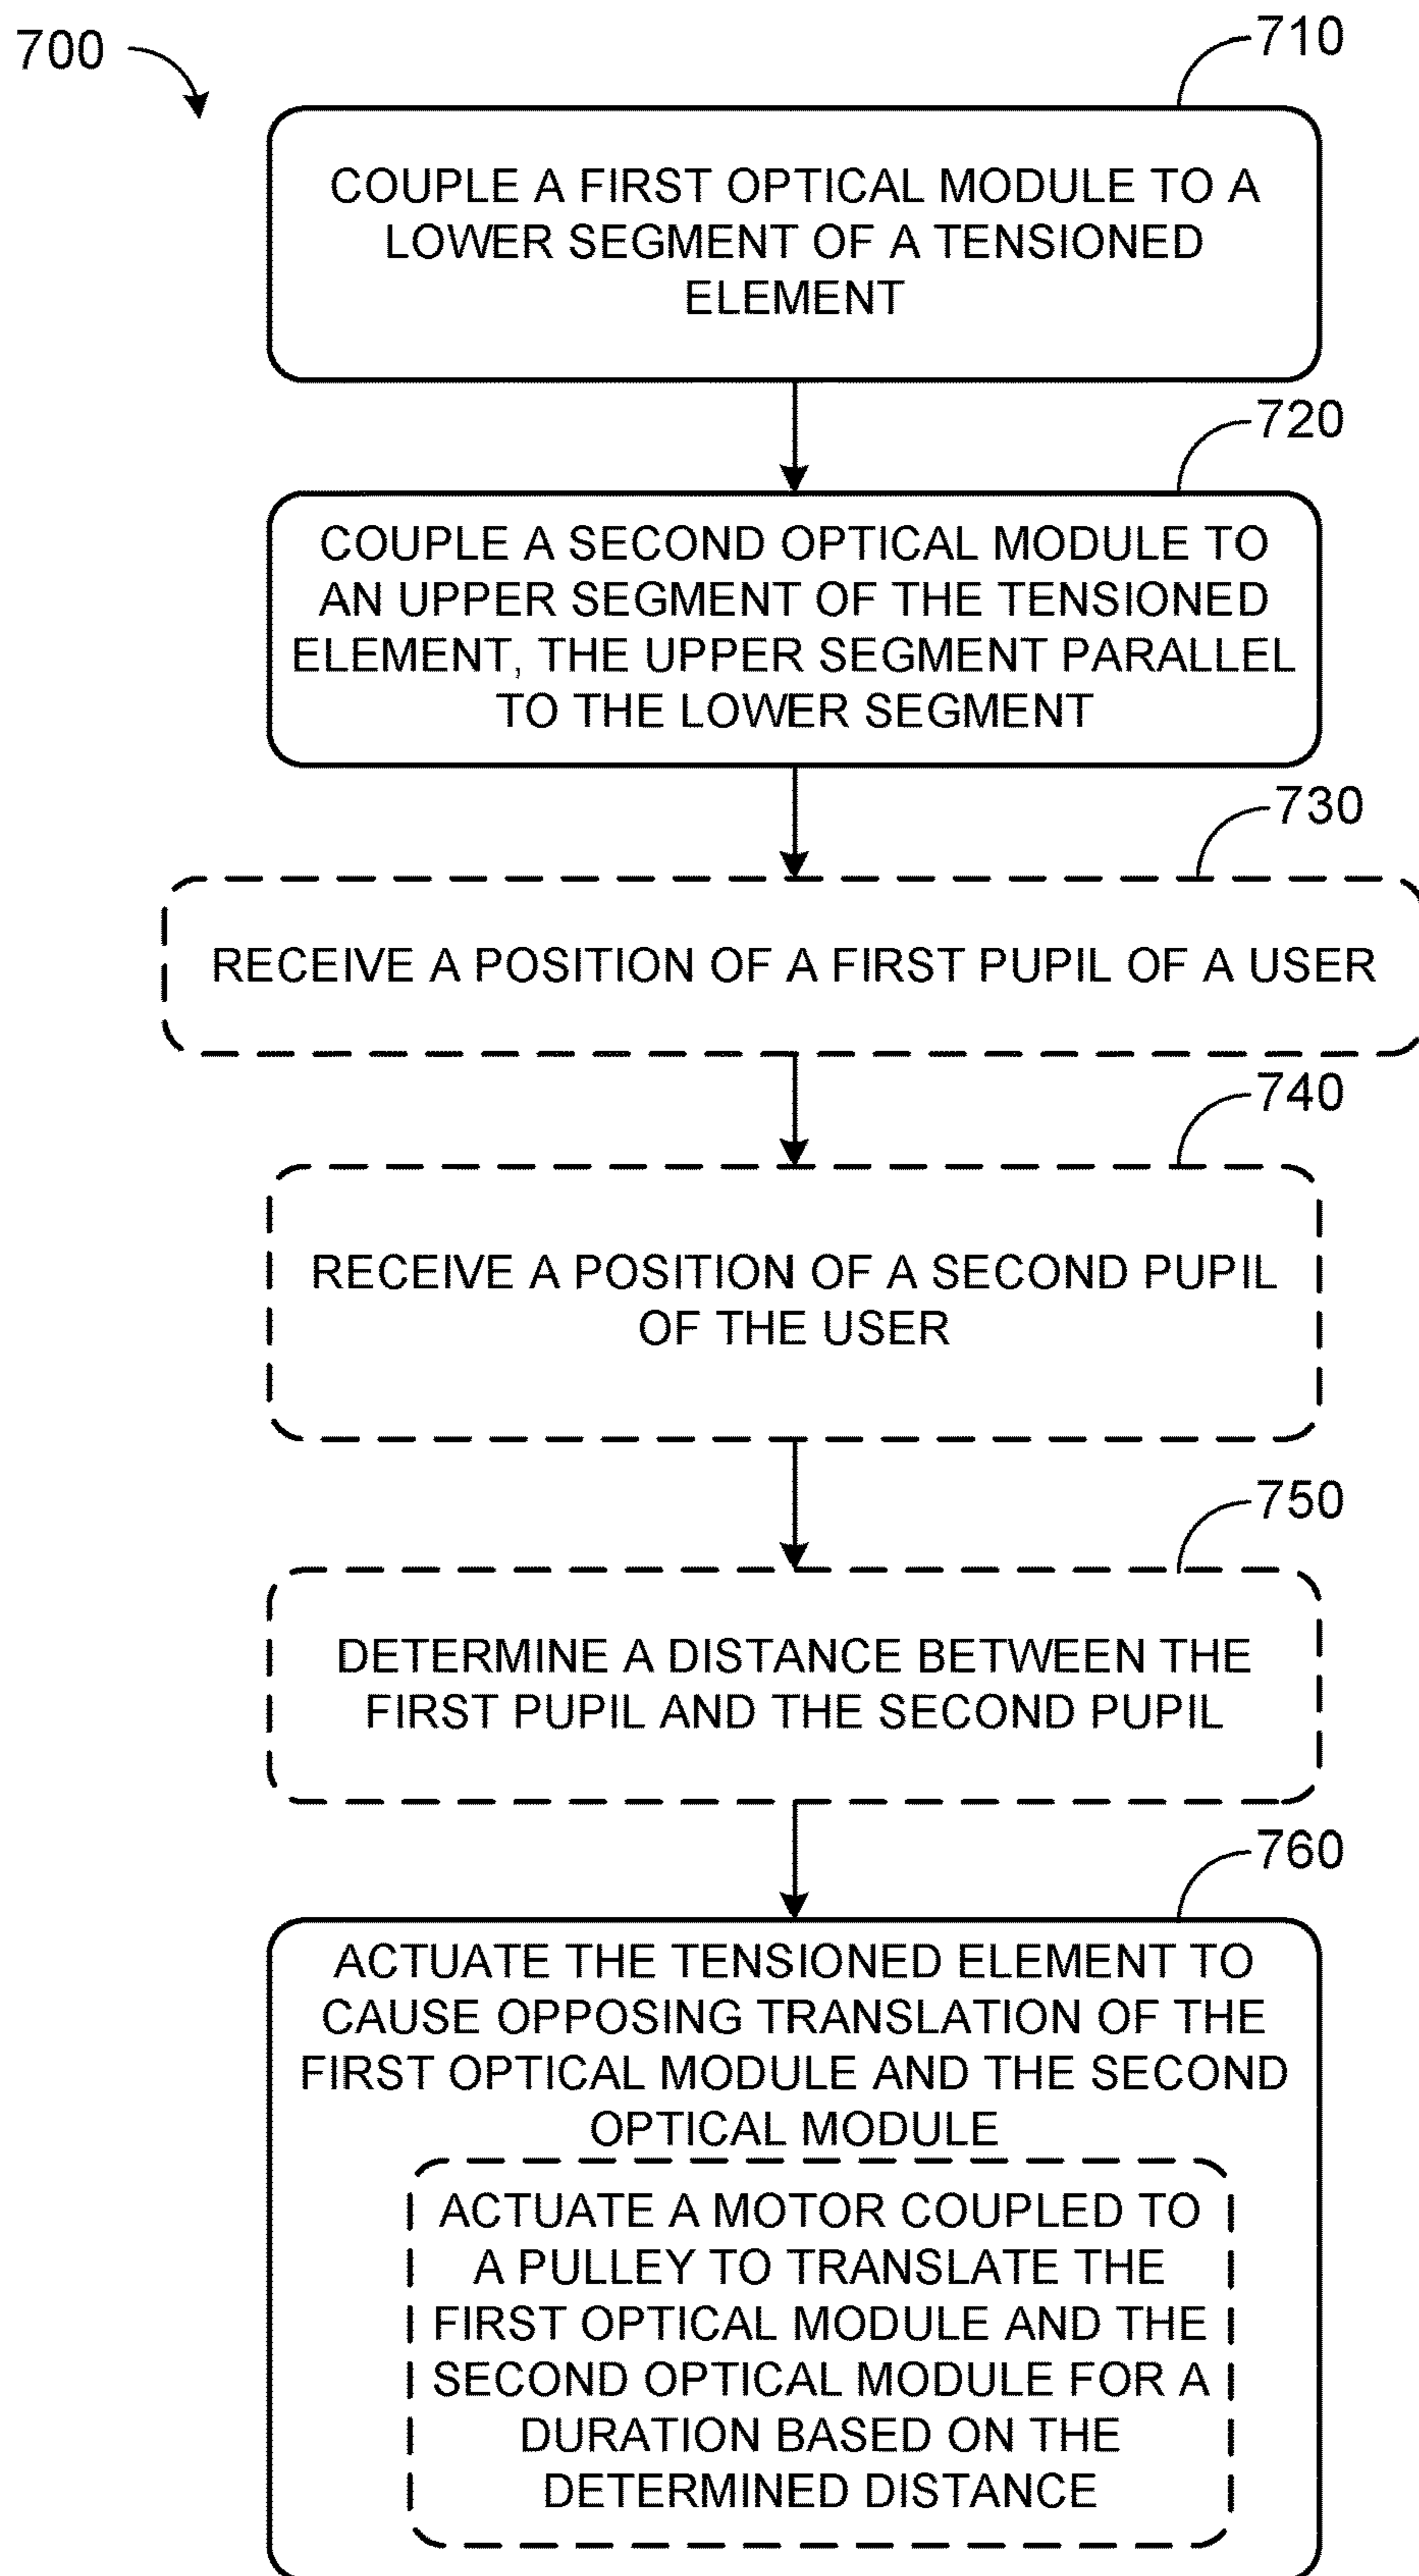 700
710
COUPLE A FIRST OPTICAL MODULE TO A
LOWER SEGMENT OF A TENSIONED
ELEMENT
720
COUPLE A SECOND OPTICAL MODULE TO
AN UPPER SEGMENT OF THE TENSIONED
ELEMENT, THE UPPER SEGMENT PARALLEL
TO THE LOWER SEGMENT
730
RECEIVE A POSITION OF A FIRST PUPIL OF A USER
740
RECEIVE A POSITION OF A SECOND PUPIL
OF THE USER
750
DETERMINE A DISTANCE BETWEEN THE
FIRST PUPIL AND THE SECOND PUPIL
760
ACTUATE THE TENSIONED ELEMENT TO
CAUSE OPPOSING TRANSLATION OF THE
FIRST OPTICAL MODULE AND THE SECOND
OPTICAL MODULE
ACTUATE A MOTOR COUPLED TO
A PULLEY TO TRANSLATE THE
FIRST OPTICAL MODULE AND THE
SECOND OPTICAL MODULE FOR A
DURATION BASED ON THE
DETERMINED DISTANCE